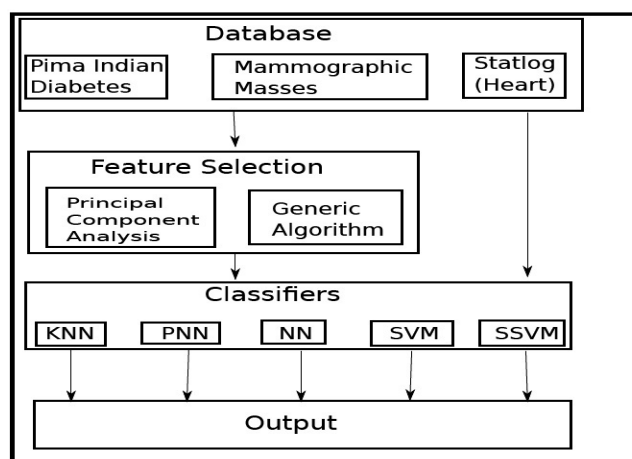 Database
Pima Indian
Diabetes
Mammographic
Masses
Statlog
(Heart)
Feature Selection
Principal
Component
Analysis
Generic
Algorithm
Classifiers
KNN
PNN
NN
SVM
SSVM
Output